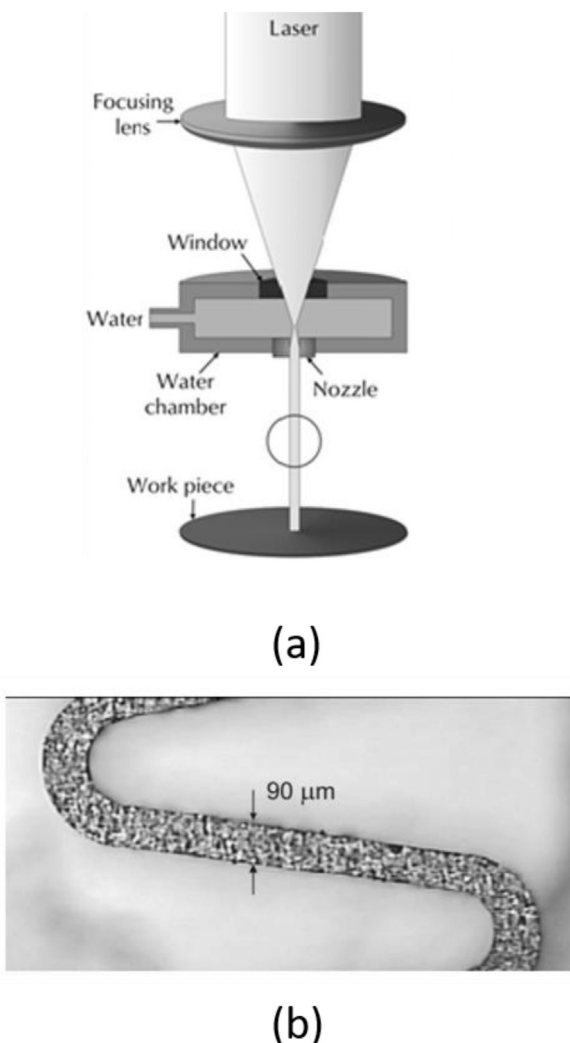 Laser
Focusing
lens
Window
Water
Water
chamber
Nozzle
Work piece
(a)
90 μm
(b)